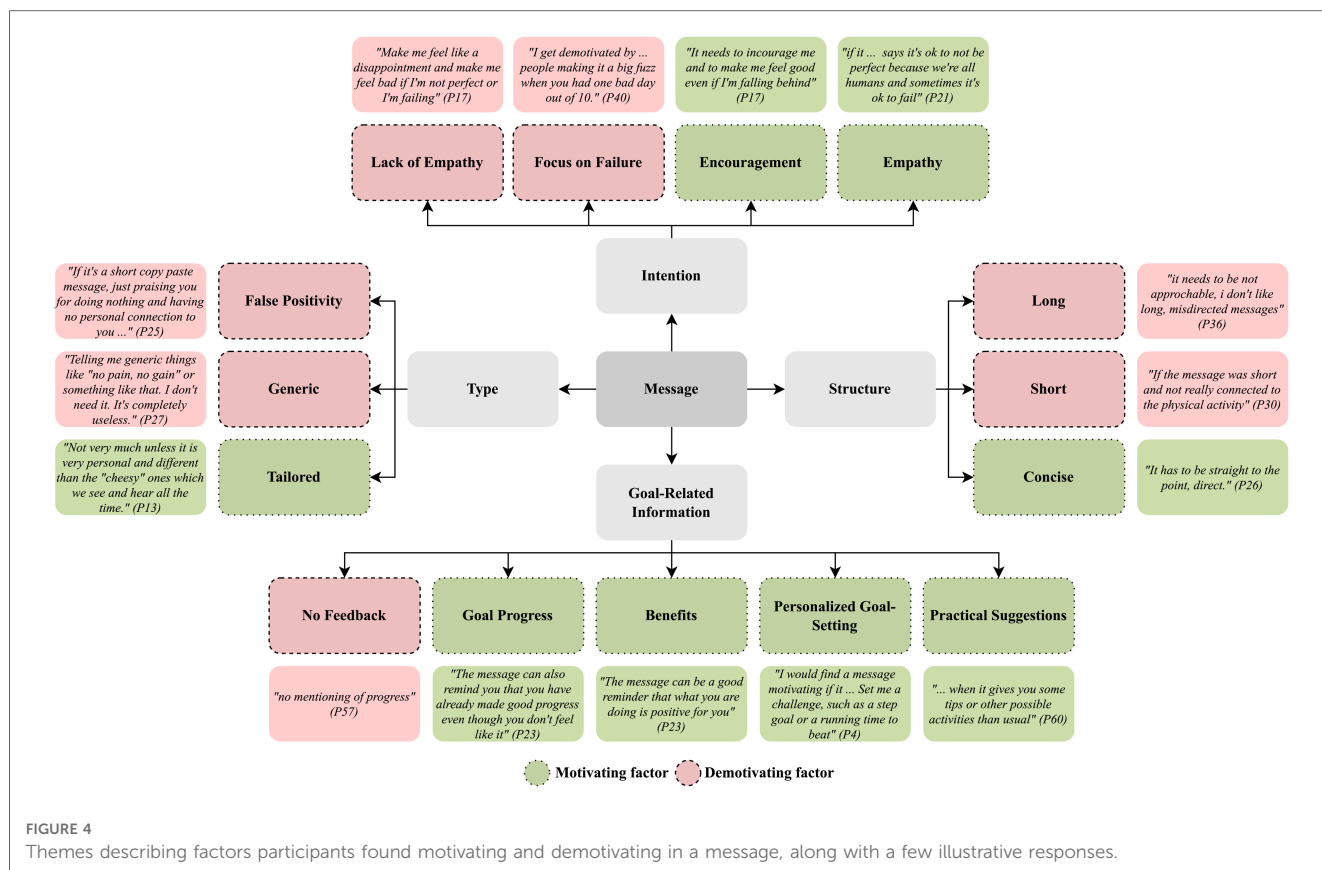 "Make me feel like a
disappointment and make me
feel bad if I'm not perfect or
I'm failing" (P17)
"I get demotivated by ...
people making it a big fuzz
when you had one bad day
out of 10." (P40)
"It needs to incourage me
and to make me feel good
even if I'm falling behind"
(P17)
"if it ... says it's ok to not be
perfect because we're all
humans and sometimes it's
ok to fail" (P21)
Lack of Empathy
Focus on Failure
Encouragement
Empathy
Intention
"If it's a short copy paste
message, just praising you
for doing nothing and having
no personal connection to
you ..." (P25)
False Positivity
"Telling me generic things
like "no pain, no gain" or
something like that. I don't
need it. It's completely
useless." (P27)
Generic
"Not very much unless it is
very personal and different
than the "cheesy" ones which
we see and hear all the
time." (P13)
Tailored
Type
Message
Structure
Long
"it needs to be not
approchable, i don't like
long, misdirected messages"
(P36)
Short
"If the message was short
and not really connected to
the physical activity" (P30)
Concise
"It has to be straight to the
point, direct." (P26)
Goal-Related
Information
No Feedback
Goal Progress
Benefits
Personalized Goal-
Setting
Practical Suggestions
"no mentioning of progress"
(P57)
"The message can also
remind you that you have
already made good progress
even though you don't feel
like it" (P23)
"The message can be a good
reminder that what you are
doing is positive for you"
(P23)
"I would find a message
motivating if it ... Set me a
challenge, such as a step
goal or a running time to
beat" (P4)
"... when it gives you some
tips or other possible
activities than usual" (P60)
Motivating factor
Demotivating factor
FIGURE 4
Themes describing factors participants found motivating and demotivating in a message, along with a few illustrative responses.